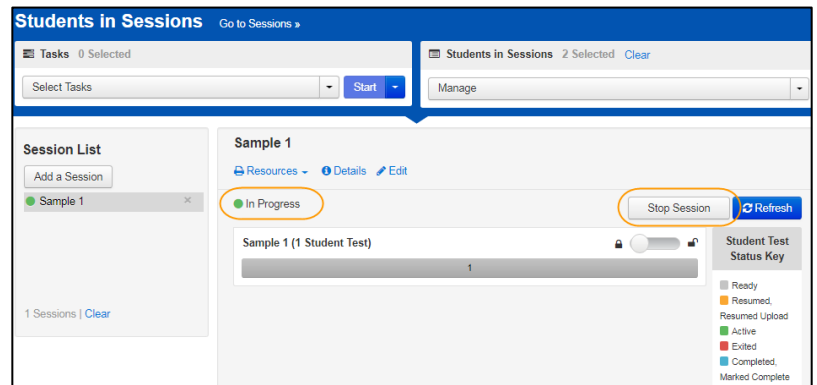 Students in Sessions Go to Sessions »
Tasks 0 Selected
Students in Sessions 2 Selected Clear
Select Tasks
Start
Manage
Session List
Add a Session
Sample 1 ×
1 Sessions | Clear
Sample 1
Resources Details Edit
In Progress
Stop Session
Refresh
Sample 1 (1 Student Test)
1
Student Test
Status Key
Ready
Resumed,
Resumed Upload
Active
Exited
Completed,
Marked Complete